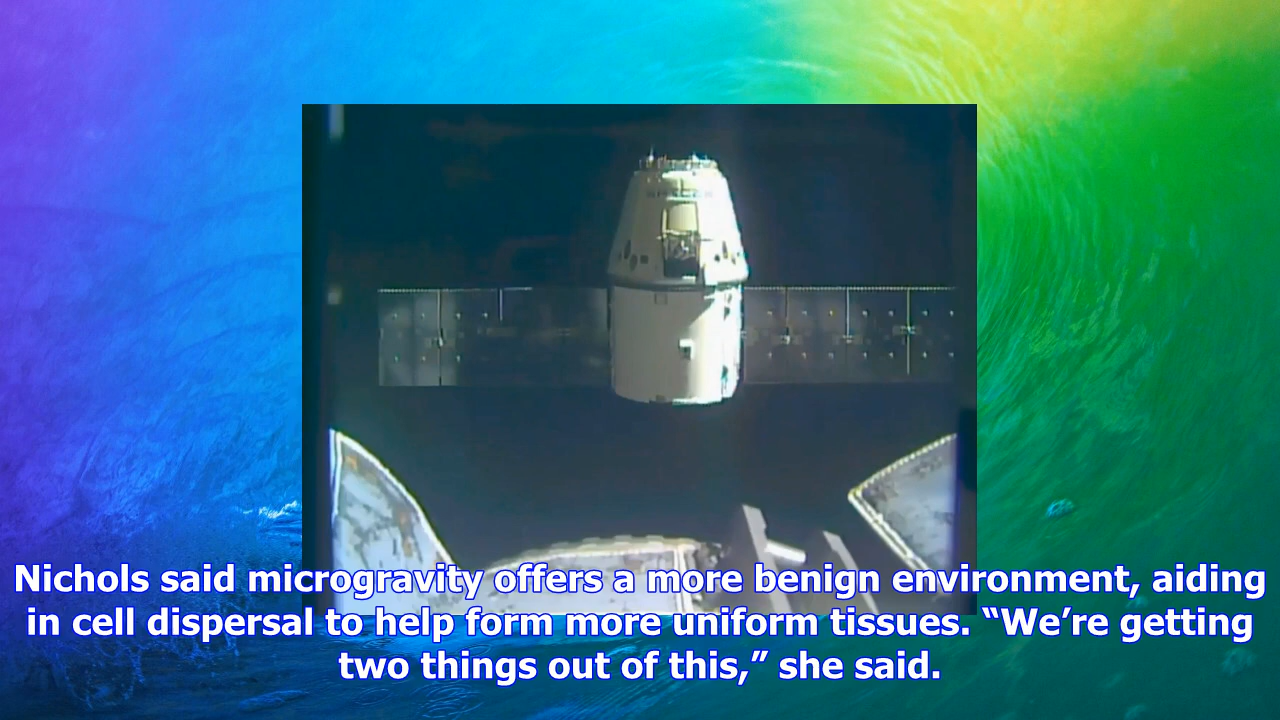 Nichols said microgravity offers a more benign environment, aiding
in cell dispersal to help form more uniform tissues. “We’re getting
two things out of this,” she said.